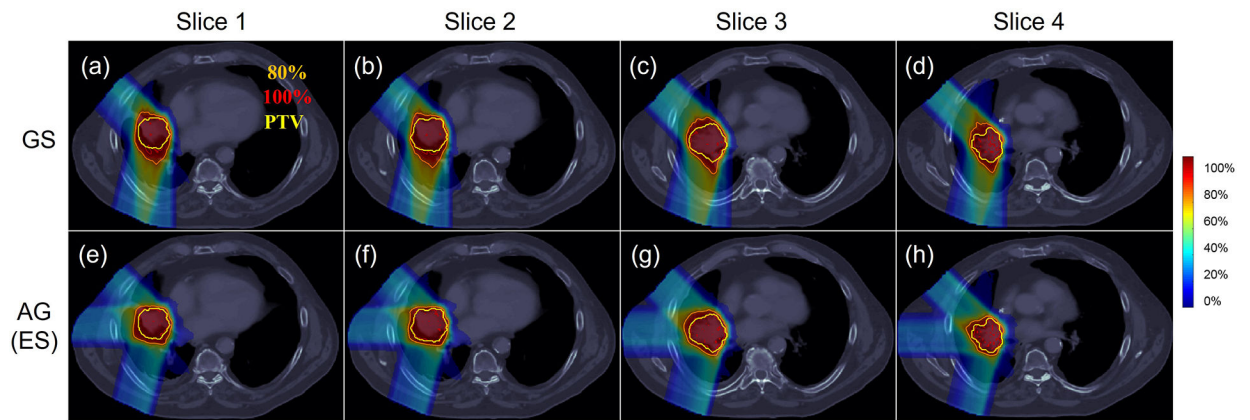 Slice 1 Slice 2 Slice 3 Slice 4
(a) (b) (c) (d)
80%
100%
PTV
GS
100%
80%
60%
40%
20%
0%
(e) (f) (g) (h)
AG
(ES)